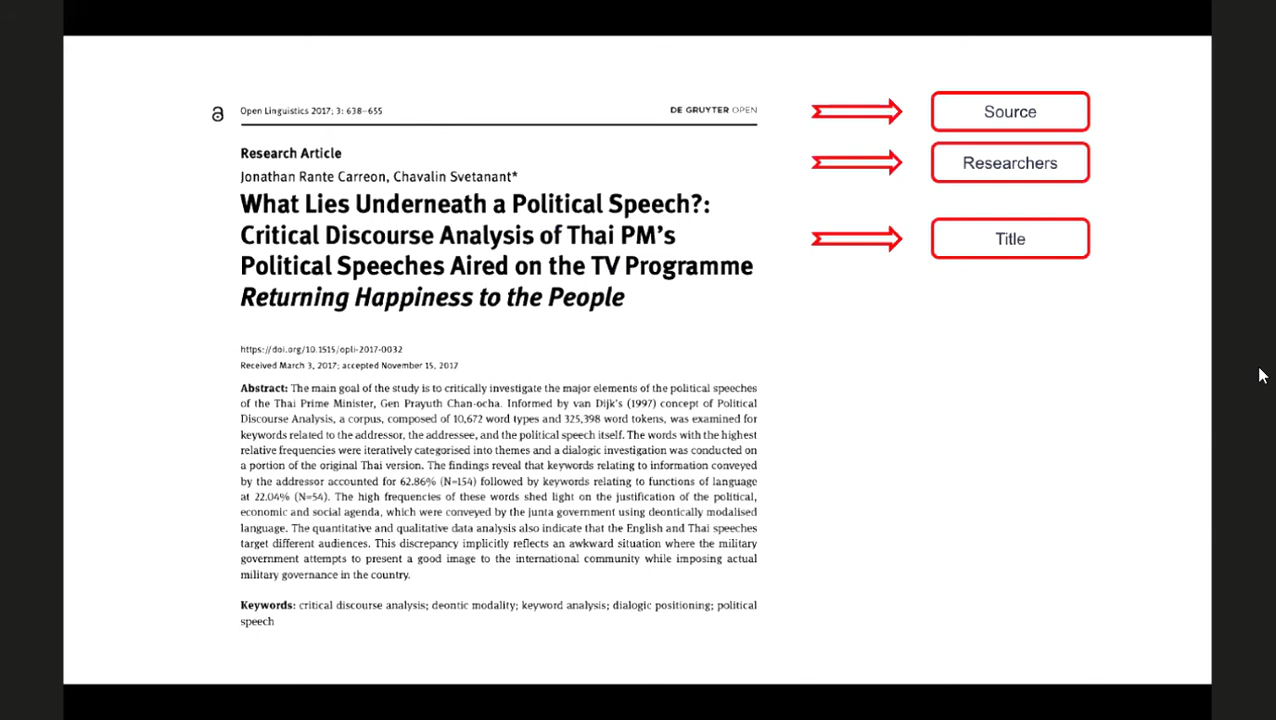 Open Linguistics 2017; 3: 638–655
DE GRUYTER OPEN
Source
Research Article
Researchers
Jonathan Rante Carreon, Chavalin Svetanant*
What Lies Underneath a Political Speech?:
Critical Discourse Analysis of Thai PM's
Title
Political Speeches Aired on the TV Programme
Returning Happiness to the People
https://doi.org/10.1515/opli-2017-0032
Received March 3, 2017; accepted November 15, 2017
Abstract: The main goal of the study is to critically investigate the major elements of the political speeches
of the Thai Prime Minister, Gen Prayuth Chan-ocha. Informed by van Dijk's (1997) concept of Political
Discourse Analysis, a corpus, composed of 10,672 word types and 325,398 word tokens, was examined for
keywords related to the addressor, the addressee, and the political speech itself. The words with the highest
relative frequencies were iteratively categorised into themes and a dialogic investigation was conducted on
a portion of the original Thai version. The findings reveal that keywords relating to information conveyed
by the addressor accounted for 62.86% (N=154) followed by keywords relating to functions of language
at 22.04% (N=54). The high frequencies of these words shed light on the justification of the political,
economic and social agenda, which were conveyed by the junta government using deontically modalised
language. The quantitative and qualitative data analysis also indicate that the English and Thai speeches
target different audiences. This discrepancy implicitly reflects an awkward situation where the military
government attempts to present a good image to the international community while imposing actual
military governance in the country.
Keywords: critical discourse analysis; deontic modality; keyword analysis; dialogic positioning; political
speech